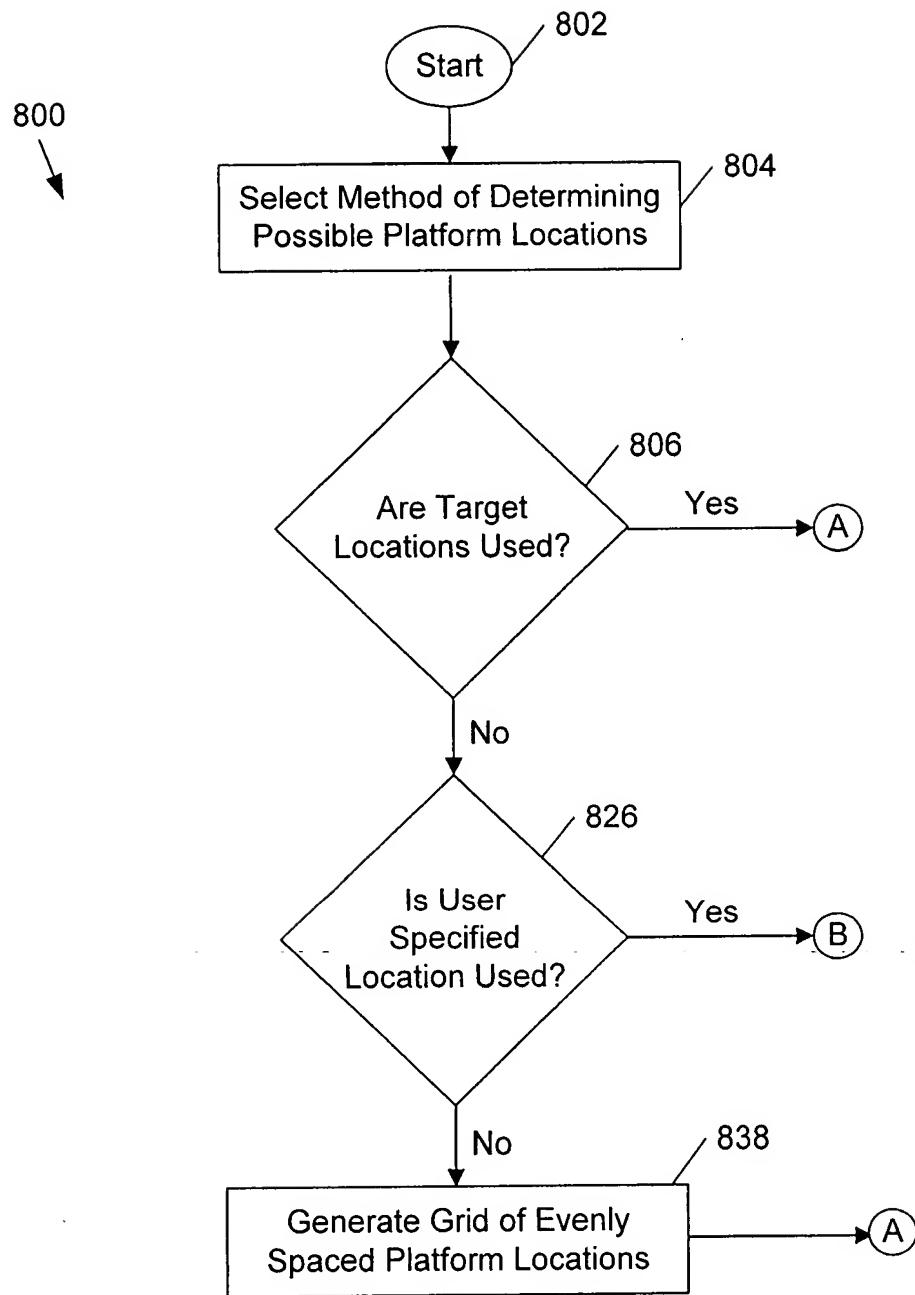 802
Start
800
804
Select Method of Determining
Possible Platform Locations
806
Are Target
Locations Used?
Yes
A
No
826
Is User
Specified
Location Used?
Yes
B
No
838
Generate Grid of Evenly
Spaced Platform Locations
A